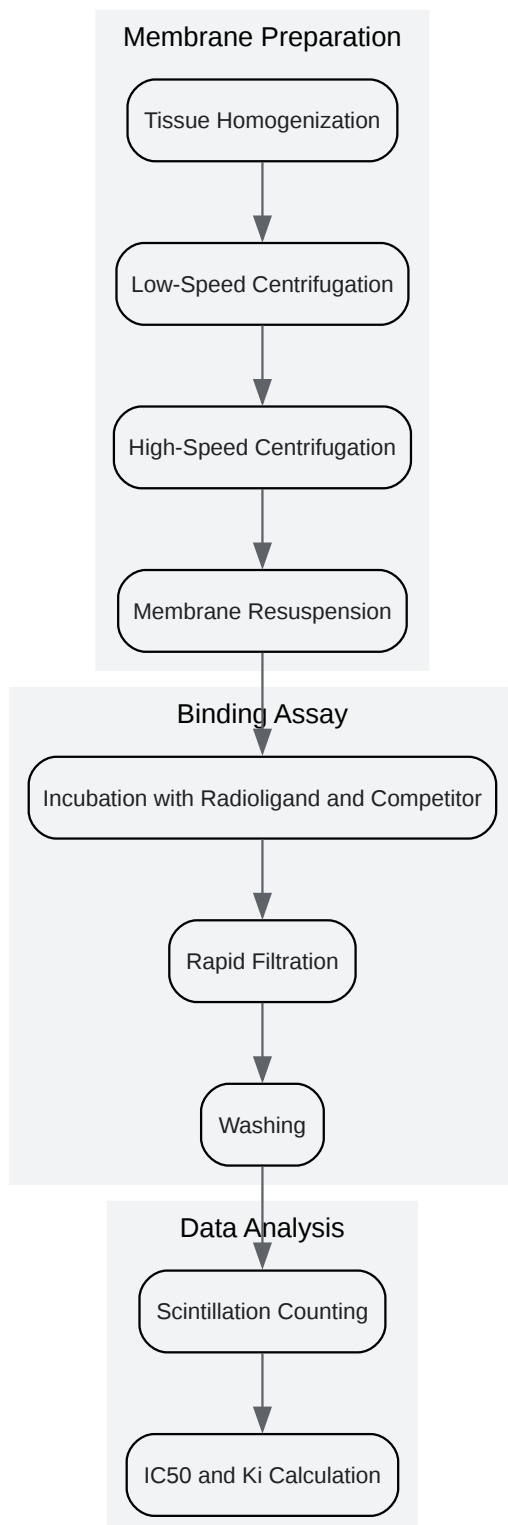 Membrane Preparation
Tissue Homogenization
Low-Speed Centrifugation
High-Speed Centrifugation
Membrane Resuspension
Binding Assay
Incubation with Radioligand and Competitor
Rapid Filtration
Washing
Data Analysis
Scintillation Counting
IC50 and Ki Calculation